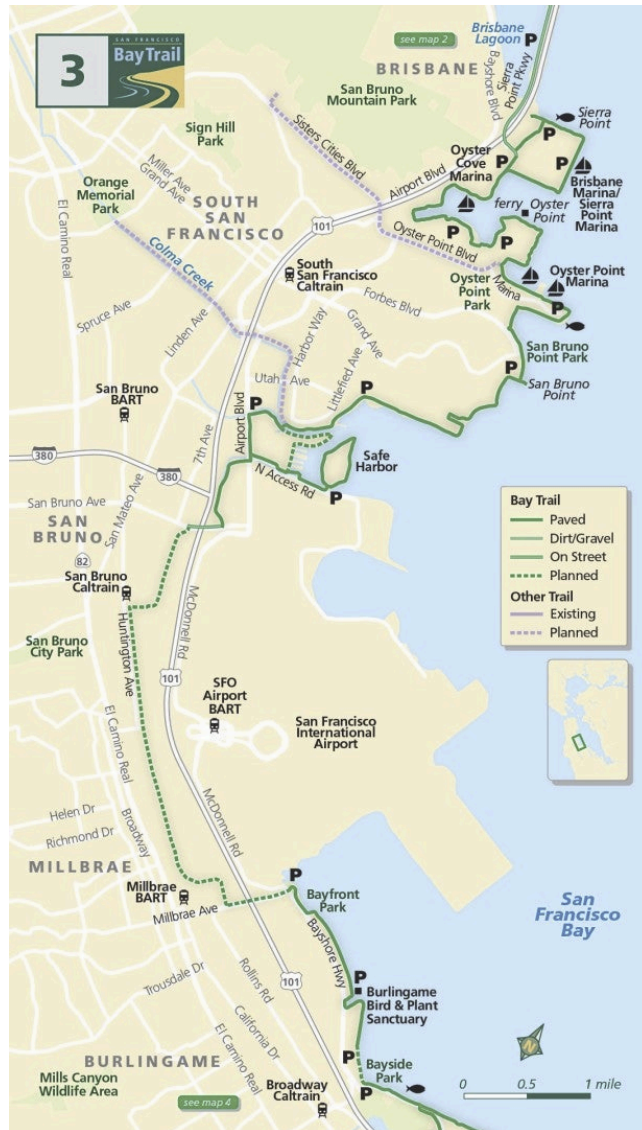 3
SAN FRANCISCO
Bay Trail
see map 2
Brisbane
Lagoon
P
BRISBANE
Bayshore Blvd
Sierra
Point Pkwy
San Bruno
Mountain Park
Sign Hill
Park
Sisters Cities Blvd
Sierra
Point
P
Miller Ave
Grand Ave
Airport Blvd
Oyster
Cove
Marina
P
P
Brisbane
Marina/
Sierra
Point
Marina
Orange
Memorial
Park
SOUTH
SAN
FRANCISCO
101
ferry
Oyster
Point
El Camino Real
Colma Creek
Oyster Point Blvd
P
P
South
San Francisco
Caltrain
Marina
Oyster Point
Marina
Oyster
Point
Park
P
Forbes Blvd
Spruce Ave
Linden Ave
Harbor Way
Grand Ave
San Bruno
Point Park
P
San Bruno
Point
Utah Ave
Littlefied Ave
P
San Bruno
BART
P
Airport Blvd
7th Ave
380
380
Safe
Harbor
N Access Rd
P
San Bruno Ave
San Mateo Ave
SAN
BRUNO
82
San Bruno
Caltrain
Bay Trail
Paved
Dirt/Gravel
On Street
Planned
Other Trail
Existing
Planned
McDonnell Rd
Huntington Ave
San Bruno
City Park
101
SFO
Airport
BART
San Francisco
International
Airport
El Camino Real
McDonnell Rd
Helen Dr
Richmond Dr
Broadway
MILLBRAE
Millbrae
BART
Millbrae Ave
P
Bayfront
Park
San
Francisco
Bay
Bayshore Hwy
Trousdale Dr
Rollins Rd
101
P
Burlingame
Bird & Plant
Sanctuary
California Dr
El Camino Real
N
BURLINGAME
P
Bayside
Park
P
Mills Canyon
Wildlife Area
see map 4
Broadway
Caltrain
P
0 0.5 1 mile